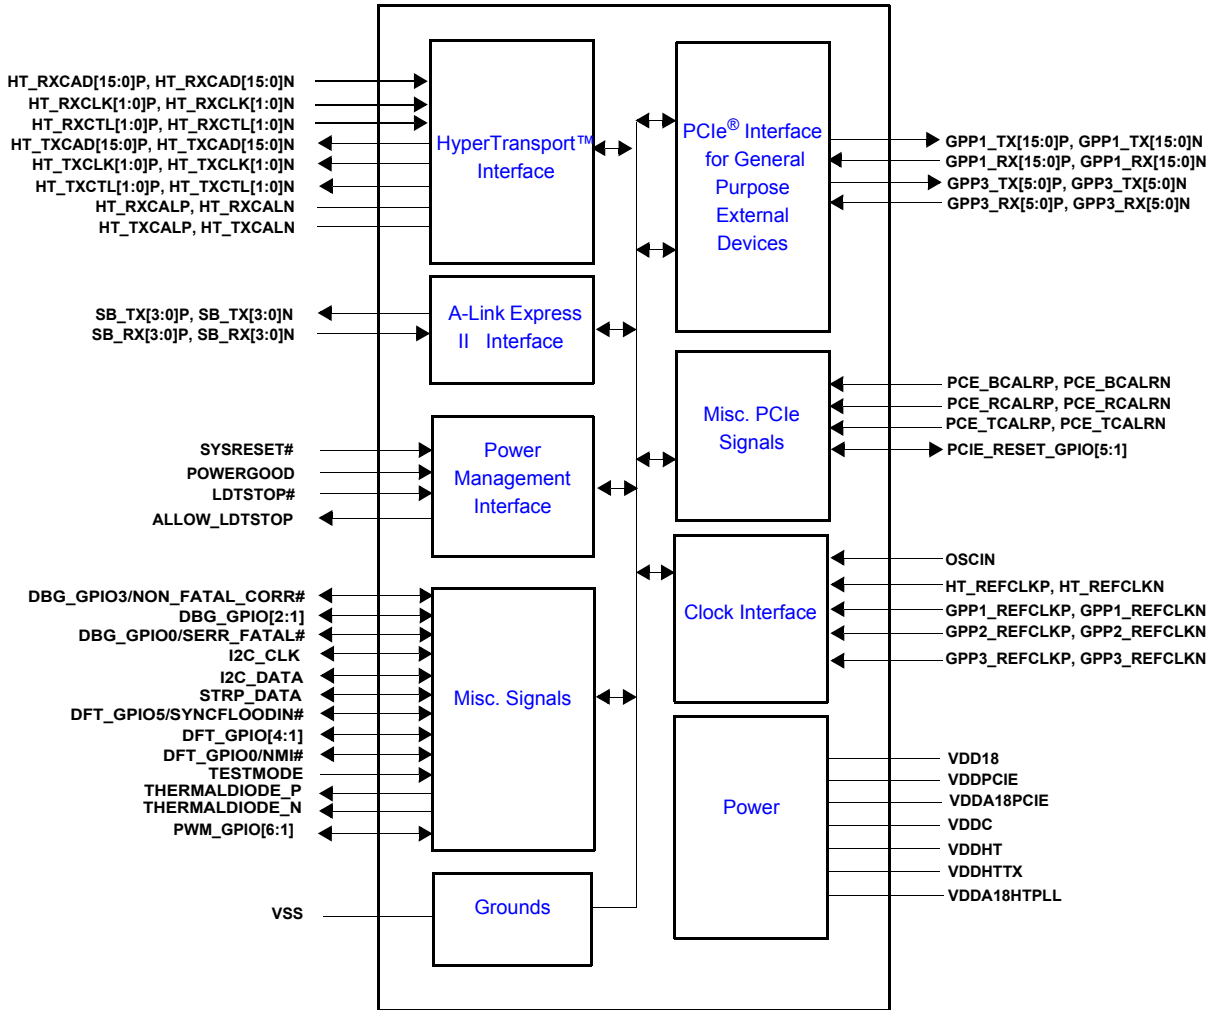 HT_RXCAD[15:0]P, HT_RXCAD[15:0]N
HT_RXCLK[1:0]P, HT_RXCLK[1:0]N
HT_RXCTL[1:0]P, HT_RXCTL[1:0]N
HT_TXCAD[15:0]P, HT_TXCAD[15:0]N
HT_TXCLK[1:0]P, HT_TXCLK[1:0]N
HT_TXCTL[1:0]P, HT_TXCTL[1:0]N
HT_RXCALP, HT_RXCALN
HT_TXCALP, HT_TXCALN
HyperTransport™
Interface
PCIe® Interface
for General
Purpose
External
Devices
GPP1_TX[15:0]P, GPP1_TX[15:0]N
GPP1_RX[15:0]P, GPP1_RX[15:0]N
GPP3_TX[5:0]P, GPP3_TX[5:0]N
GPP3_RX[5:0]P, GPP3_RX[5:0]N
SB_TX[3:0]P, SB_TX[3:0]N
SB_RX[3:0]P, SB_RX[3:0]N
A-Link Express
II Interface
Misc. PCIe
Signals
PCE_BCALRP, PCE_BCALRN
PCE_RCALRP, PCE_RCALRN
PCE_TCALRP, PCE_TCALRN
PCIE_RESET_GPIO[5:1]
SYSRESET#
POWERGOOD
LDTSTOP#
ALLOW_LDTSTOP
Power
Management
Interface
Clock Interface
OSCIN
HT_REFCLKP, HT_REFCLKN
GPP1_REFCLKP, GPP1_REFCLKN
GPP2_REFCLKP, GPP2_REFCLKN
GPP3_REFCLKP, GPP3_REFCLKN
DBG_GPIO3/NON_FATAL_CORR#
DBG_GPIO[2:1]
DBG_GPIO0/SERR_FATAL#
I2C_CLK
I2C_DATA
STRP_DATA
DFT_GPIO5/SYNCFLOODIN#
DFT_GPIO[4:1]
DFT_GPIO0/NMI#
TESTMODE
THERMALDIODE_P
THERMALDIODE_N
PWM_GPIO[6:1]
Misc. Signals
Power
VDD18
VDDPCIE
VDDA18PCIE
VDDC
VDDHT
VDDHTTX
VDDA18HTPLL
VSS
Grounds